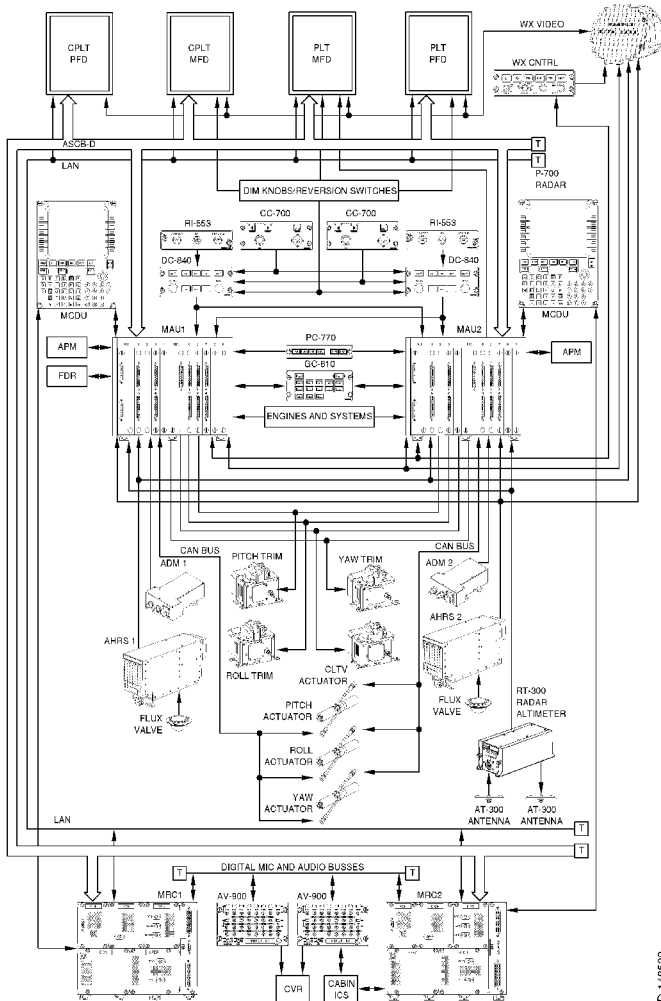 WX VIDEO
CPLT PFD
CPLT MFD
PLT MFD
PLT PFD
WX CNTRL
ASCB-D
T
LAN
T
P-700 RADAR
DIM KNOBS/REVERSION SWITCHES
RI-553
CC-700
CC-700
RI-553
DC-840
DC-840
MCDU
MCDU
MAU1
MAU2
PC-770
APM
FDR
GC-810
APM
ENGINES AND SYSTEMS
CAN BUS
CAN BUS
ADM 1
PITCH TRIM
YAW TRIM
ADM 2
AHRS 1
ROLL TRIM
CLTV ACTUATOR
AHRS 2
FLUX VALVE
PITCH ACTUATOR
FLUX VALVE
RT-300 RADAR ALTIMETER
ROLL ACTUATOR
YAW ACTUATOR
AT-300 ANTENNA
AT-300 ANTENNA
LAN
T
T
T
DIGITAL MIC AND AUDIO BUSSES
T
MRC1
AV-900
AV-900
MRC2
CVR
CABIN ICS